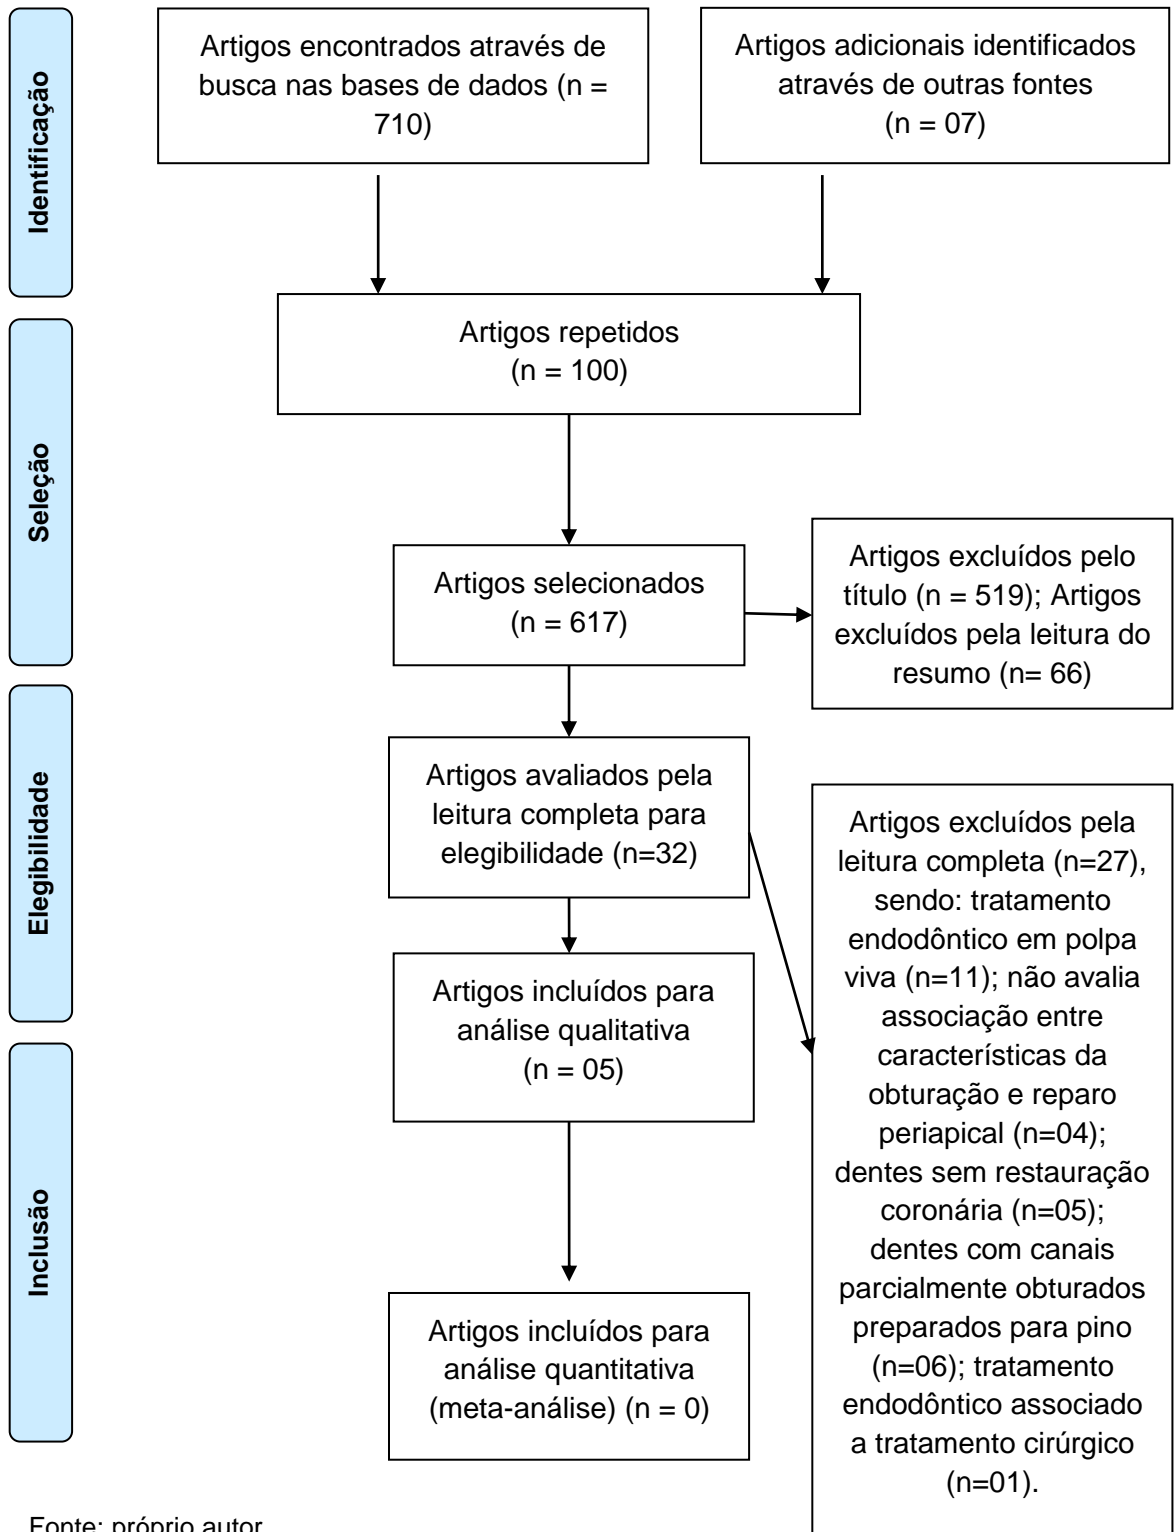 Identificação
Artigos encontrados através de
busca nas bases de dados (n =
710)
Artigos adicionais identificados
através de outras fontes
(n = 07)
Seleção
Artigos repetidos
(n = 100)
Artigos selecionados
(n = 617)
Artigos excluídos pelo
título (n = 519); Artigos
excluídos pela leitura do
resumo (n= 66)
Elegibilidade
Artigos avaliados pela
leitura completa para
elegibilidade (n=32)
Artigos excluídos pela
leitura completa (n=27),
sendo: tratamento
endodôntico em polpa
viva (n=11); não avalia
associação entre
características da
obturação e reparo
periapical (n=04);
dentes sem restauração
coronária (n=05);
dentes com canais
parcialmente obturados
preparados para pino
(n=06); tratamento
endodôntico associado
a tratamento cirúrgico
(n=01).
Artigos incluídos para
análise qualitativa
(n = 05)
Inclusão
Artigos incluídos para
análise quantitativa
(meta-análise) (n = 0)
Fonte: próprio autor